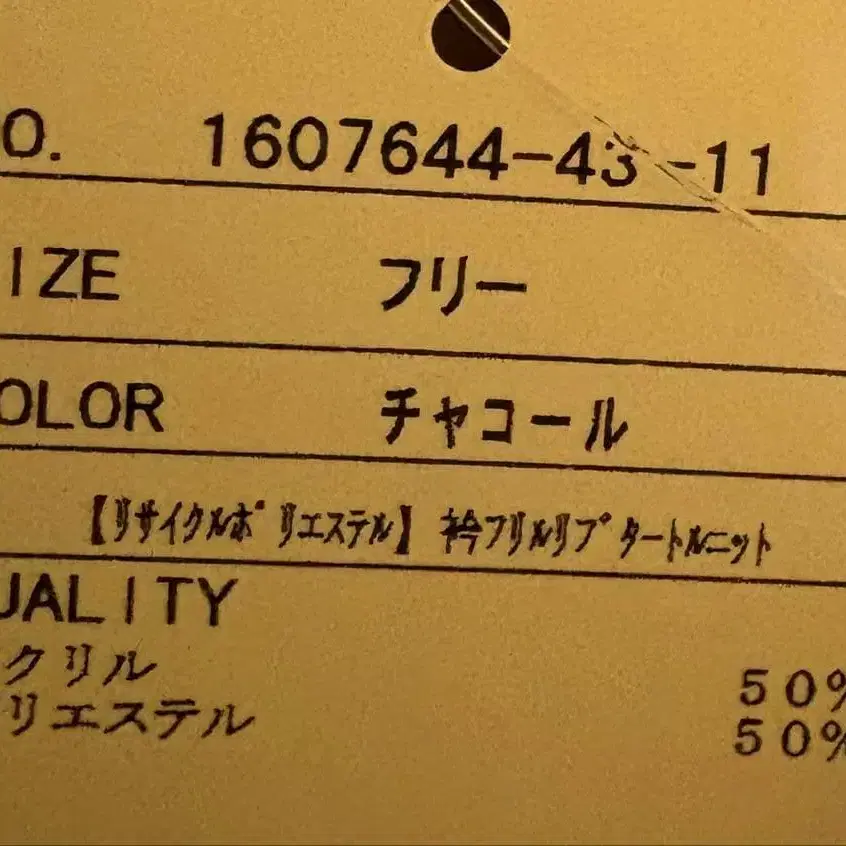 O. 1607644-43-11
IZE フリー
OLOR チャコール
【ﾘｻｲｸﾙﾎﾟﾘｴｽﾃﾙ】衿ﾌﾘﾙﾘﾌﾞﾀｰﾄﾙﾆｯﾄ
UALITY
クリル 50%
リエステル 50%